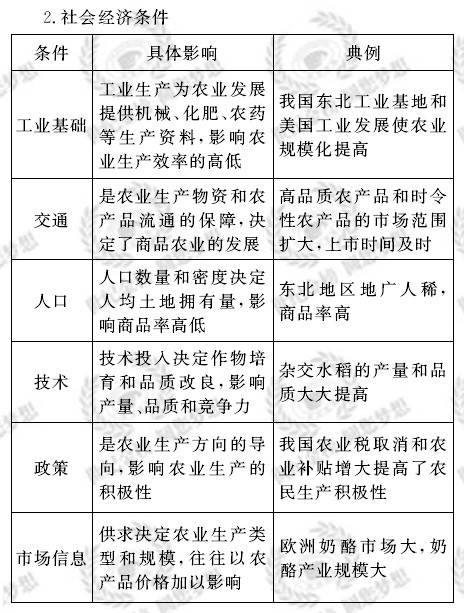 2.社会经济条件
条件 具体影响 典例
工业基础
工业生产为农业发展
提供机械、化肥、农药
等生产资料,影响农
业生产效率的高低
我国东北工业基地和
美国工业发展使农业
规模化提高
交通
是农业生产物资和农
产品流通的保障,决
定了商品农业的发展
高品质农产品和时令
性农产品的市场范围
扩大,上市时间及时
人口
人口数量和密度决定
人均土地拥有量,影
响商品率高低
东北地区地广人稀,
商品率高
技术
技术投入决定作物培
育和品质改良,影响
产量、品质和竞争力
杂交水稻的产量和品
质大大提高
政策
是农业生产方向的导
向,影响农业生产的
积极性
我国农业税取消和农
业补贴增大提高了农
民生产积极性
市场信息
供求决定农业生产类
型和规模,往往以农
产品价格加以影响
欧洲奶酪市场大,奶
酪产业规模大